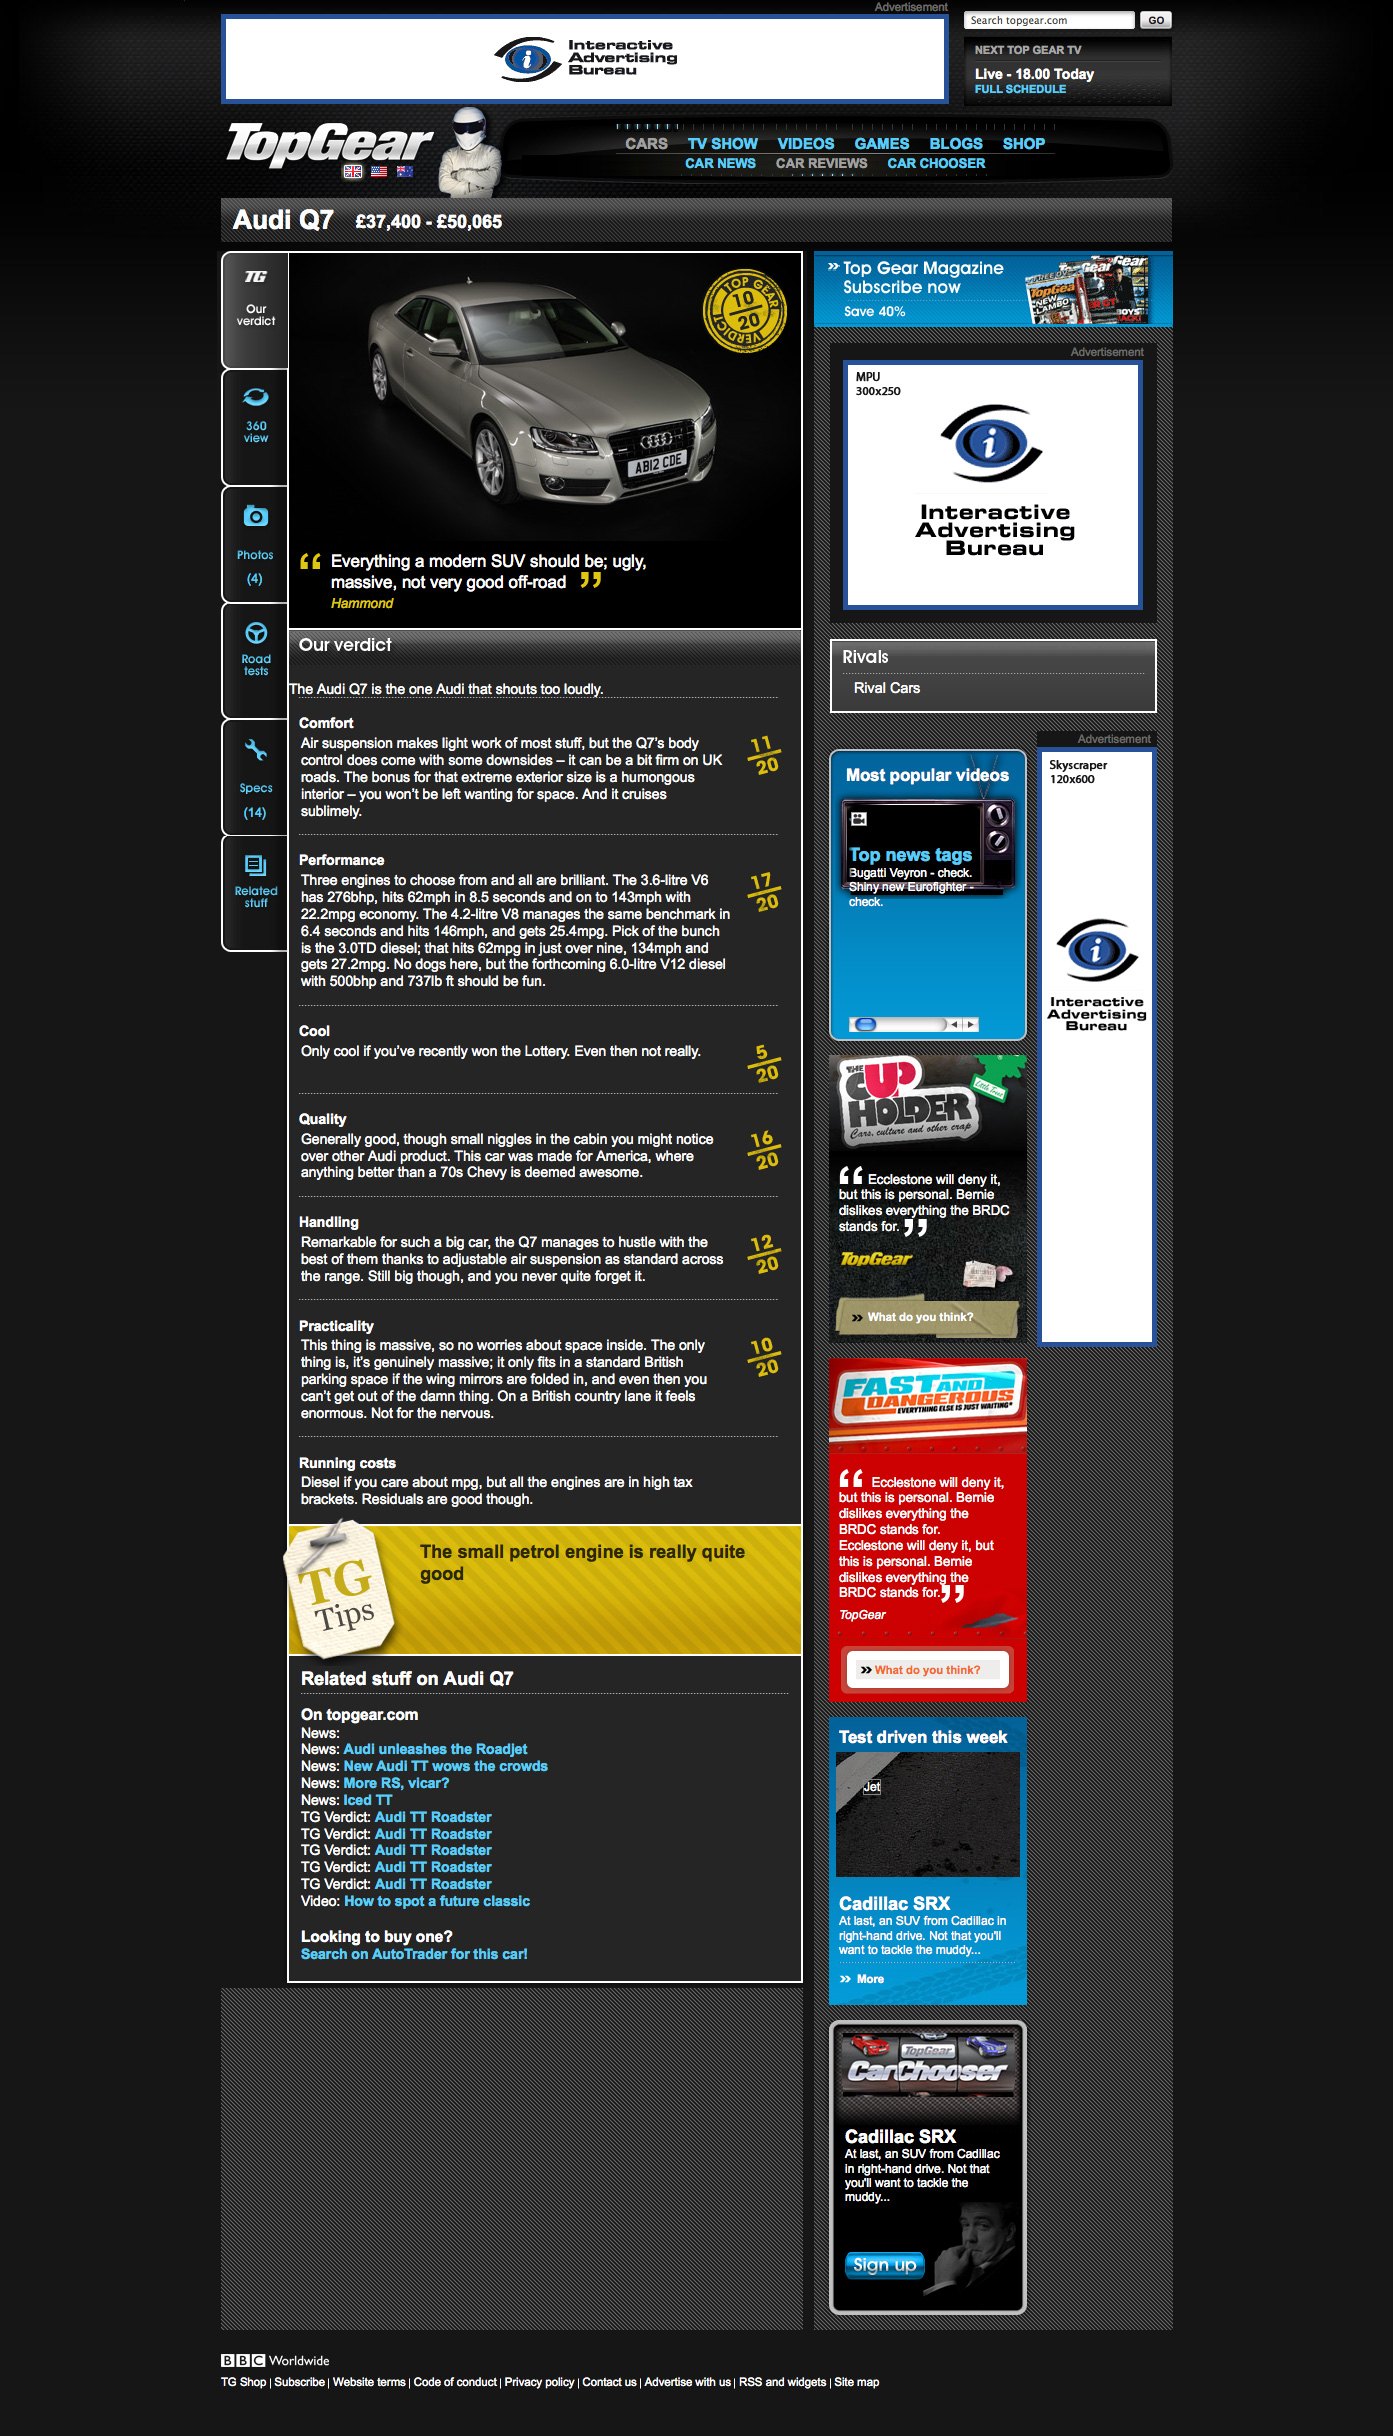 Advertisement
Interactive
Advertising
Bureau
Search topgear.com
GO
NEXT TOP GEAR TV
Live - 18.00 Today
FULL SCHEDULE
TopGear
CARS TV SHOW VIDEOS GAMES BLOGS SHOP
CAR NEWS CAR REVIEWS CAR CHOOSER
Audi Q7 £37,400 - £50,065
TG
Our
verdict
360
view
Photos
(4)
Road
tests
Specs
(14)
Related
stuff
TOP GEAR
10
20
VERDICT
AB12 CDE
“ Everything a modern SUV should be; ugly,
massive, not very good off-road ”
Hammond
Our verdict
The Audi Q7 is the one Audi that shouts too loudly.
Comfort
Air suspension makes light work of most stuff, but the Q7's body
control does come with some downsides – it can be a bit firm on UK
roads. The bonus for that extreme exterior size is a humongous
interior – you won't be left wanting for space. And it cruises
sublimely.
11
20
Performance
Three engines to choose from and all are brilliant. The 3.6-litre V6
has 276bhp, hits 62mph in 8.5 seconds and on to 143mph with
22.2mpg economy. The 4.2-litre V8 manages the same benchmark in
6.4 seconds and hits 146mph, and gets 25.4mpg. Pick of the bunch
is the 3.0TD diesel; that hits 62mpg in just over nine, 134mph and
gets 27.2mpg. No dogs here, but the forthcoming 6.0-litre V12 diesel
with 500bhp and 737lb ft should be fun.
17
20
Cool
Only cool if you've recently won the Lottery. Even then not really.
5
20
Quality
Generally good, though small niggles in the cabin you might notice
over other Audi product. This car was made for America, where
anything better than a 70s Chevy is deemed awesome.
16
20
Handling
Remarkable for such a big car, the Q7 manages to hustle with the
best of them thanks to adjustable air suspension as standard across
the range. Still big though, and you never quite forget it.
12
20
Practicality
This thing is massive, so no worries about space inside. The only
thing is, it's genuinely massive; it only fits in a standard British
parking space if the wing mirrors are folded in, and even then you
can't get out of the damn thing. On a British country lane it feels
enormous. Not for the nervous.
10
20
Running costs
Diesel if you care about mpg, but all the engines are in high tax
brackets. Residuals are good though.
TG
Tips
The small petrol engine is really quite
good
Related stuff on Audi Q7
On topgear.com
News:
News: Audi unleashes the Roadjet
News: New Audi TT wows the crowds
News: More RS, vicar?
News: Iced TT
TG Verdict: Audi TT Roadster
TG Verdict: Audi TT Roadster
TG Verdict: Audi TT Roadster
TG Verdict: Audi TT Roadster
TG Verdict: Audi TT Roadster
Video: How to spot a future classic
Looking to buy one?
Search on AutoTrader for this car!
» Top Gear Magazine
Subscribe now
Save 40%
TopGear
NEW
LAMBO
Advertisement
MPU
300x250
Interactive
Advertising
Bureau
Rivals
Rival Cars
Most popular videos
Top news tags
Bugatti Veyron - check.
Shiny new Eurofighter -
check.
Advertisement
Skyscraper
120x600
Interactive
Advertising
Bureau
THE
CUP
HOLDER
Cars, culture and other crap
Little Tree
“ Ecclestone will deny it,
but this is personal. Bernie
dislikes everything the BRDC
stands for. ”
TopGear
» What do you think?
FAST AND
DANGEROUS
EVERYTHING ELSE IS JUST WAITING*
“ Ecclestone will deny it,
but this is personal. Bernie
dislikes everything the
BRDC stands for.
Ecclestone will deny it, but
this is personal. Bernie
dislikes everything the
BRDC stands for. ”
TopGear
» What do you think?
Test driven this week
Jet
Cadillac SRX
At last, an SUV from Cadillac in
right-hand drive. Not that you'll
want to tackle the muddy...
» More
TopGear
CarChooser
Cadillac SRX
At last, an SUV from Cadillac
in right-hand drive. Not that
you'll want to tackle the
muddy...
Sign up
BBC Worldwide
TG Shop | Subscribe | Website terms | Code of conduct | Privacy policy | Contact us | Advertise with us | RSS and widgets | Site map